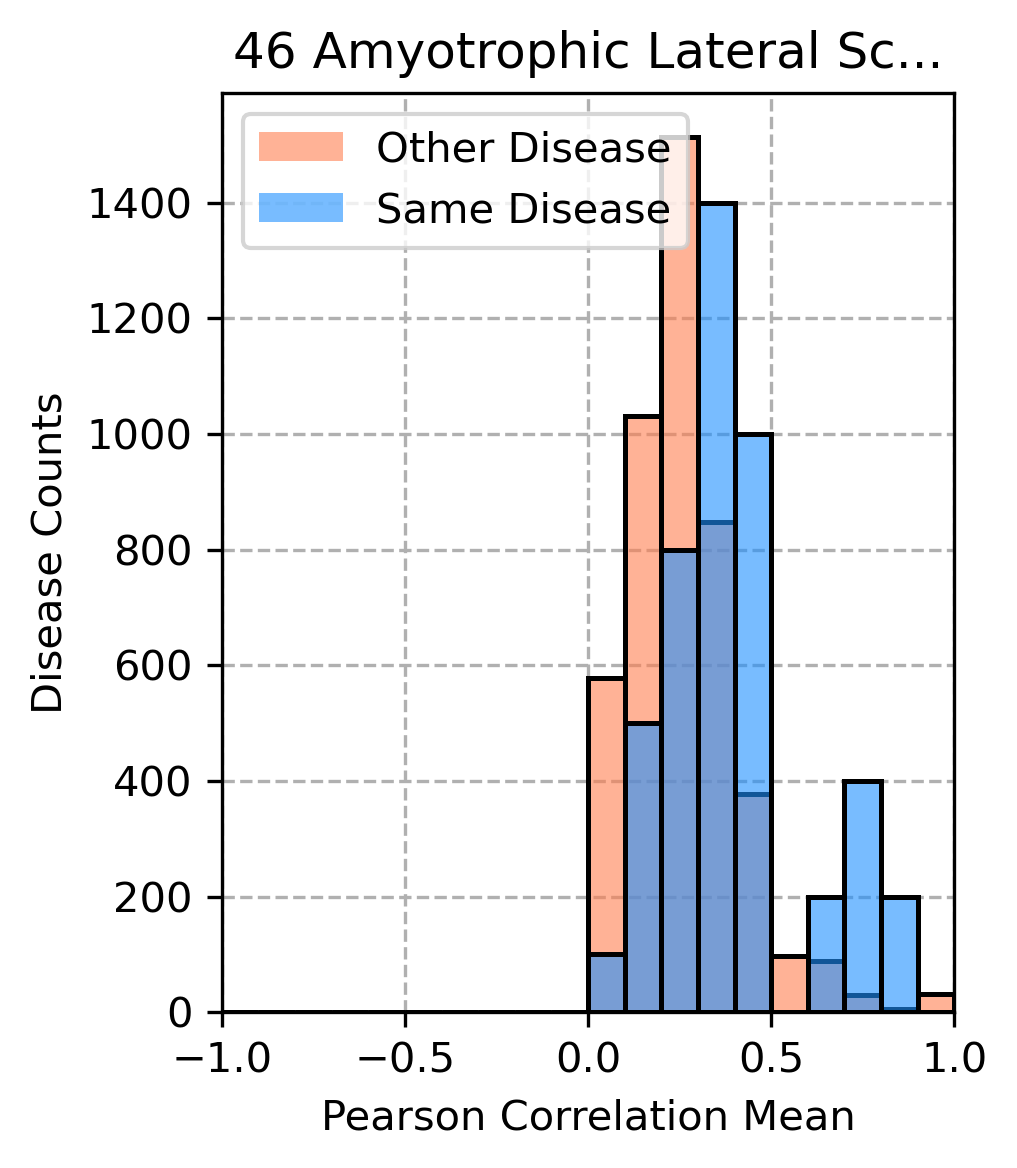 46 Amyotrophic Lateral Sc...
Other Disease
Same Disease
1400
1200
1000
800
600
400
200
0
Disease Counts
−1.0 −0.5 0.0 0.5 1.0
Pearson Correlation Mean